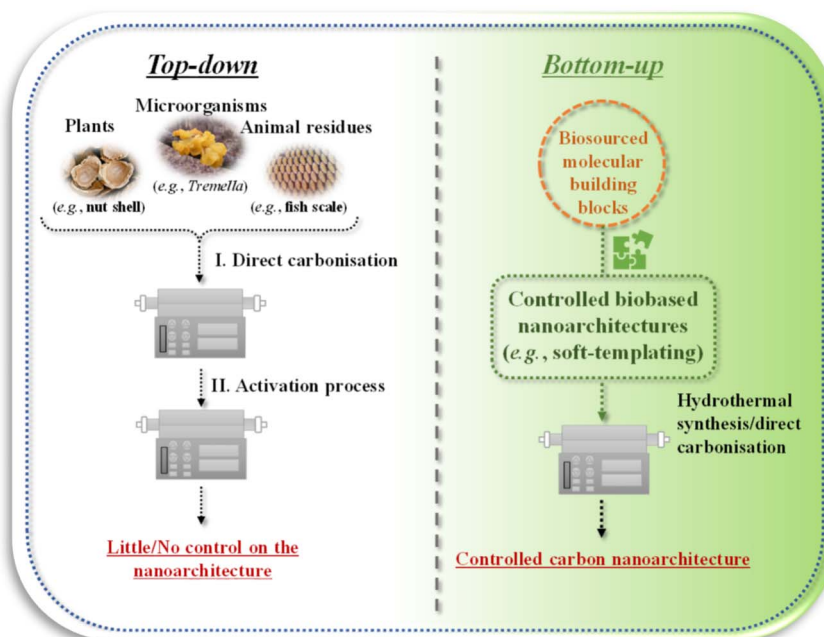 Top-down
Microorganisms
Plants
Animal residues
(e.g., Tremella)
(e.g., nut shell)
(e.g., fish scale)
I. Direct carbonisation
II. Activation process
Little/No control on the
nanoarchitecture
Bottom-up
Biosourced
molecular
building
blocks
Controlled biobased
nanoarchitectures
(e.g., soft-templating)
Hydrothermal
synthesis/direct
carbonisation
Controlled carbon nanoarchitecture